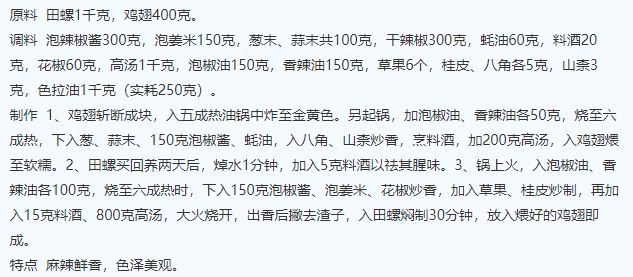 原料  田螺1千克，鸡翅400克。
调料  泡辣椒酱300克，泡姜米150克，葱末、蒜末共100克，干辣椒300克，蚝油60克，料酒20
克，花椒60克，高汤1千克，泡椒油150克，香辣油150克，草果6个，桂皮、八角各5克，山柰3
克，色拉油1千克（实耗250克）。
制作  1、鸡翅斩断成块，入五成热油锅中炸至金黄色。另起锅，加泡椒油、香辣油各50克，烧至六
成热，下入葱、蒜末、150克泡椒酱、蚝油，入八角、山柰炒香，烹料酒，加200克高汤，入鸡翅煨
至软糯。2、田螺买回养两天后，焯水1分钟，加入5克料酒以祛其腥味。3、锅上火，入泡椒油、香
辣油各100克，烧至六成热时，下入150克泡椒酱、泡姜米、花椒炒香，加入草果、桂皮炒制，再加
入15克料酒、800克高汤，大火烧开，出香后撇去渣子，入田螺焖制30分钟，放入煨好的鸡翅即
成。
特点  麻辣鲜香，色泽美观。